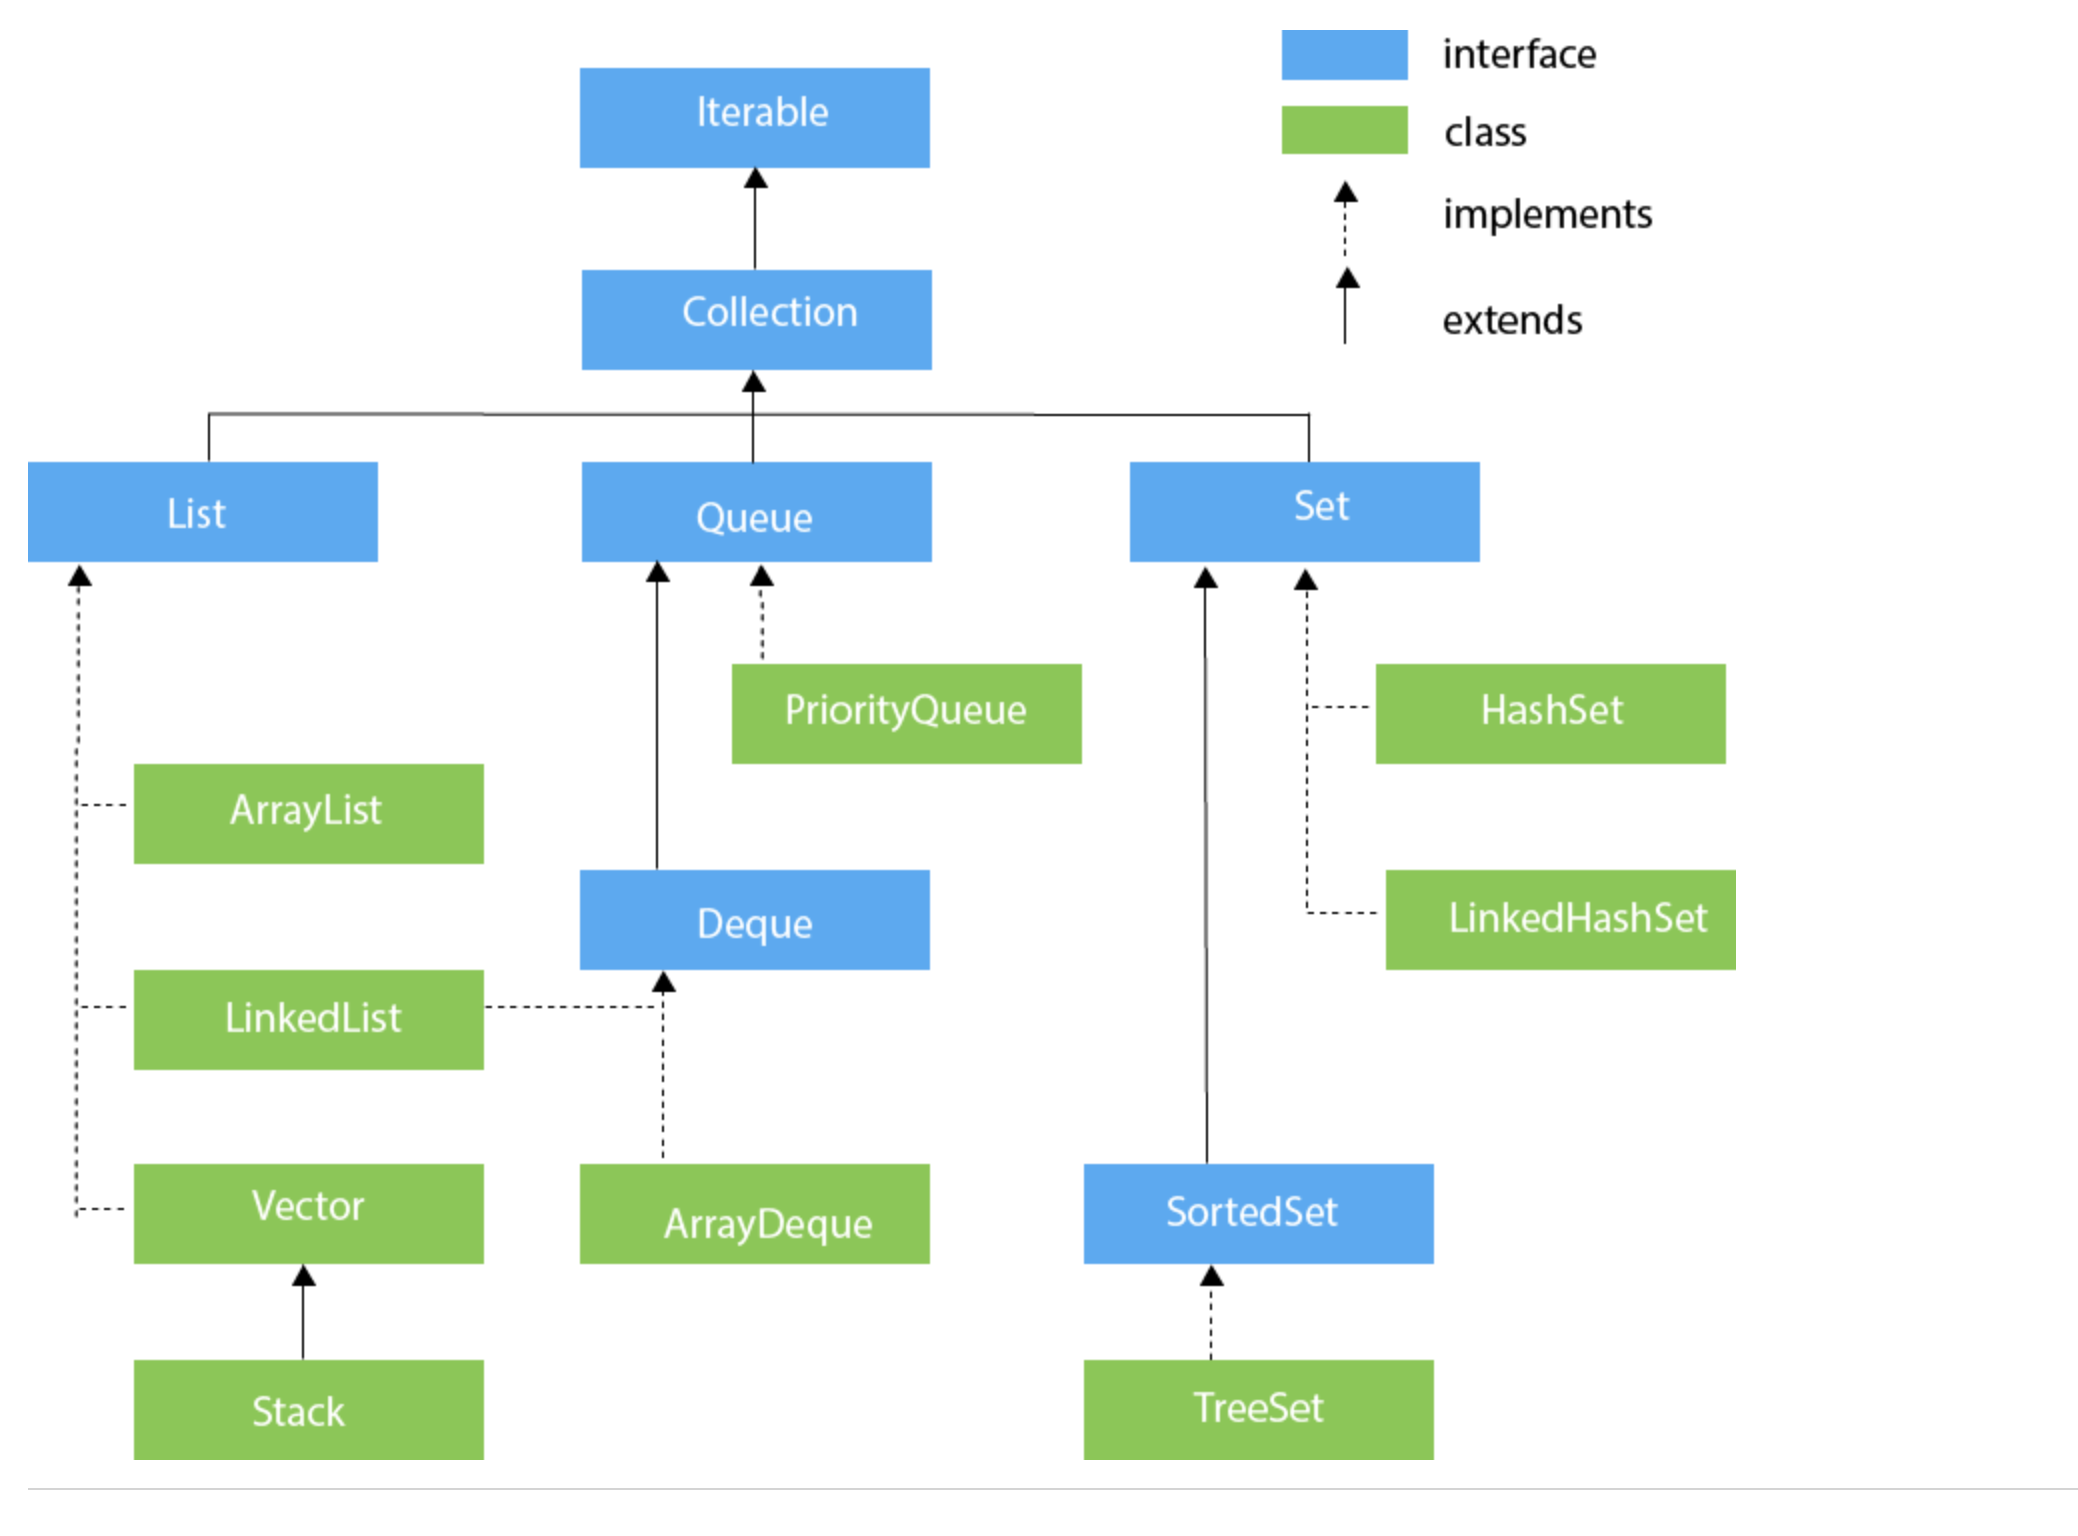 interface
Iterable
class
implements
Collection
extends
List
Queue
Set
PriorityQueue
HashSet
ArrayList
Deque
LinkedHashSet
LinkedList
Vector
ArrayDeque
SortedSet
Stack
TreeSet